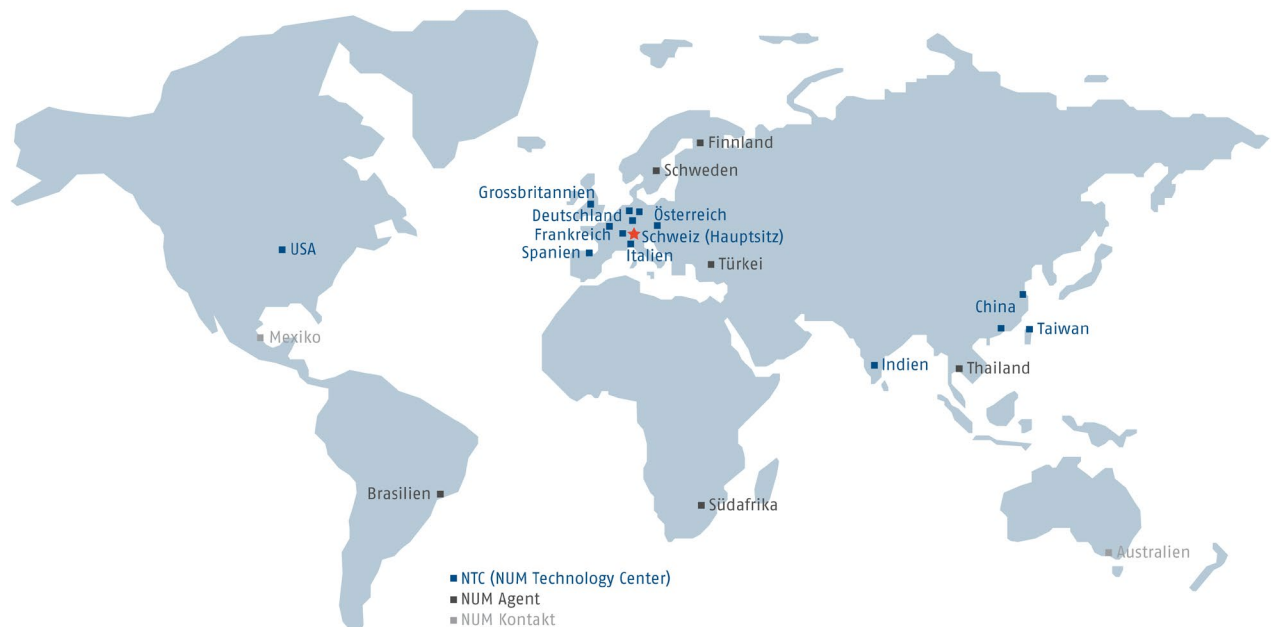 Finnland
Schweden
Grossbritannien
Deutschland
Österreich
Frankreich
Schweiz (Hauptsitz)
Spanien
Italien
USA
Türkei
China
Mexiko
Taiwan
Indien
Thailand
Brasilien
Südafrika
Australien
NTC (NUM Technology Center)
NUM Agent
NUM Kontakt